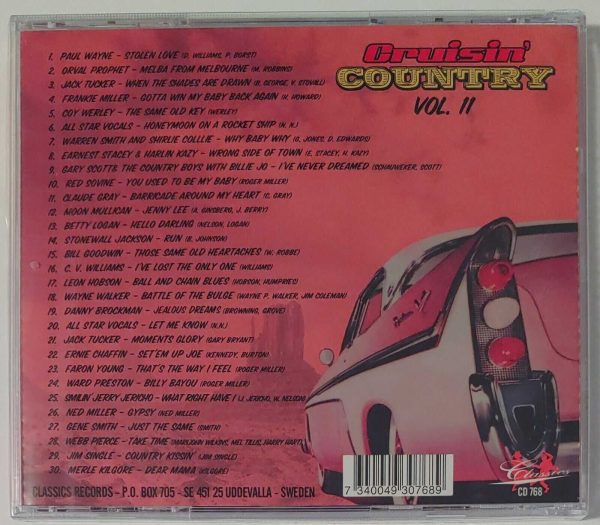 Cruisin'
COUNTRY
VOL. 11
1. PAUL WAYNE - STOLEN LOVE (D. WILLIAMS, P. BORST)
2. ORVAL PROPHET - MELBA FROM MELBOURNE (M. ROBBINS)
3. JACK TUCKER - WHEN THE SHADES ARE DRAWN (B. GEORGE, V. STOVALL)
4. FRANKIE MILLER - GOTTA WIN MY BABY BACK AGAIN (K. HOWARD)
5. COY WERLEY - THE SAME OLD KEY (WERLEY)
6. ALL STAR VOCALS - HONEYMOON ON A ROCKET SHIP (N.N.)
7. WARREN SMITH AND SHIRLIE COLLIE - WHY BABY WHY (G. JONES, D. EDWARDS)
8. EARNEST STACEY & HARLIN KAZY - WRONG SIDE OF TOWN (E. STACEY, H. KAZY)
9. GARY SCOTT& THE COUNTRY BOYS WITH BILLIE JO - I'VE NEVER DREAMED (SCHAUWEKER, SCOTT)
10. RED SOVINE - YOU USED TO BE MY BABY (ROGER MILLER)
11. CLAUDE GRAY - BARRICADE AROUND MY HEART (C. GRAY)
12. MOON MULLICAN - JENNY LEE (A. GINSBERG, J. BERRY)
13. BETTY LOGAN - HELLO DARLING (NELSON, LOGAN)
14. STONEWALL JACKSON - RUN (B. JOHNSON)
15. BILL GOODWIN - THOSE SAME OLD HEARTACHES (W. ROBBE)
16. C. V. WILLIAMS - I'VE LOST THE ONLY ONE (WILLIAMS)
17. LEON HOBSON - BALL AND CHAIN BLUES (HOBSON, HUMPRIES)
18. WAYNE WALKER - BATTLE OF THE BULGE (WAYNE P. WALKER, JIM COLEMAN)
19. DANNY BROCKMAN - JEALOUS DREAMS (BROWNING, GROVE)
20. ALL STAR VOCALS - LET ME KNOW (N.N.)
21. JACK TUCKER - MOMENTS GLORY (GARY BRYANT)
22. ERNIE CHAFFIN - SET'EM UP JOE (KENNEDY, BURTON)
23. FARON YOUNG - THAT'S THE WAY I FEEL (ROGER MILLER)
24. WARD PRESTON - BILLY BAYOU (ROGER MILLER)
25. SMILIN' JERRY JERICHO - WHAT RIGHT HAVE I (J. JERICHO, W. NELSON)
26. NED MILLER - GYPSY (NED MILLER)
27. GENE SMITH - JUST THE SAME (SMITH)
28. WEBB PIERCE - TAKE TIME (MARIJOHN WILKINS, MEL TILLIS, HARRY HART)
29. JIM SINGLE - COUNTRY KISSIN' (JIM SINGLE)
30. MERLE KILGORE - DEAR MAMA (KILGORE)
CLASSICS RECORDS - P.O. BOX 705 - SE 451 25 UDDEVALLA - SWEDEN
7 340049 307689
Classics
CD 768